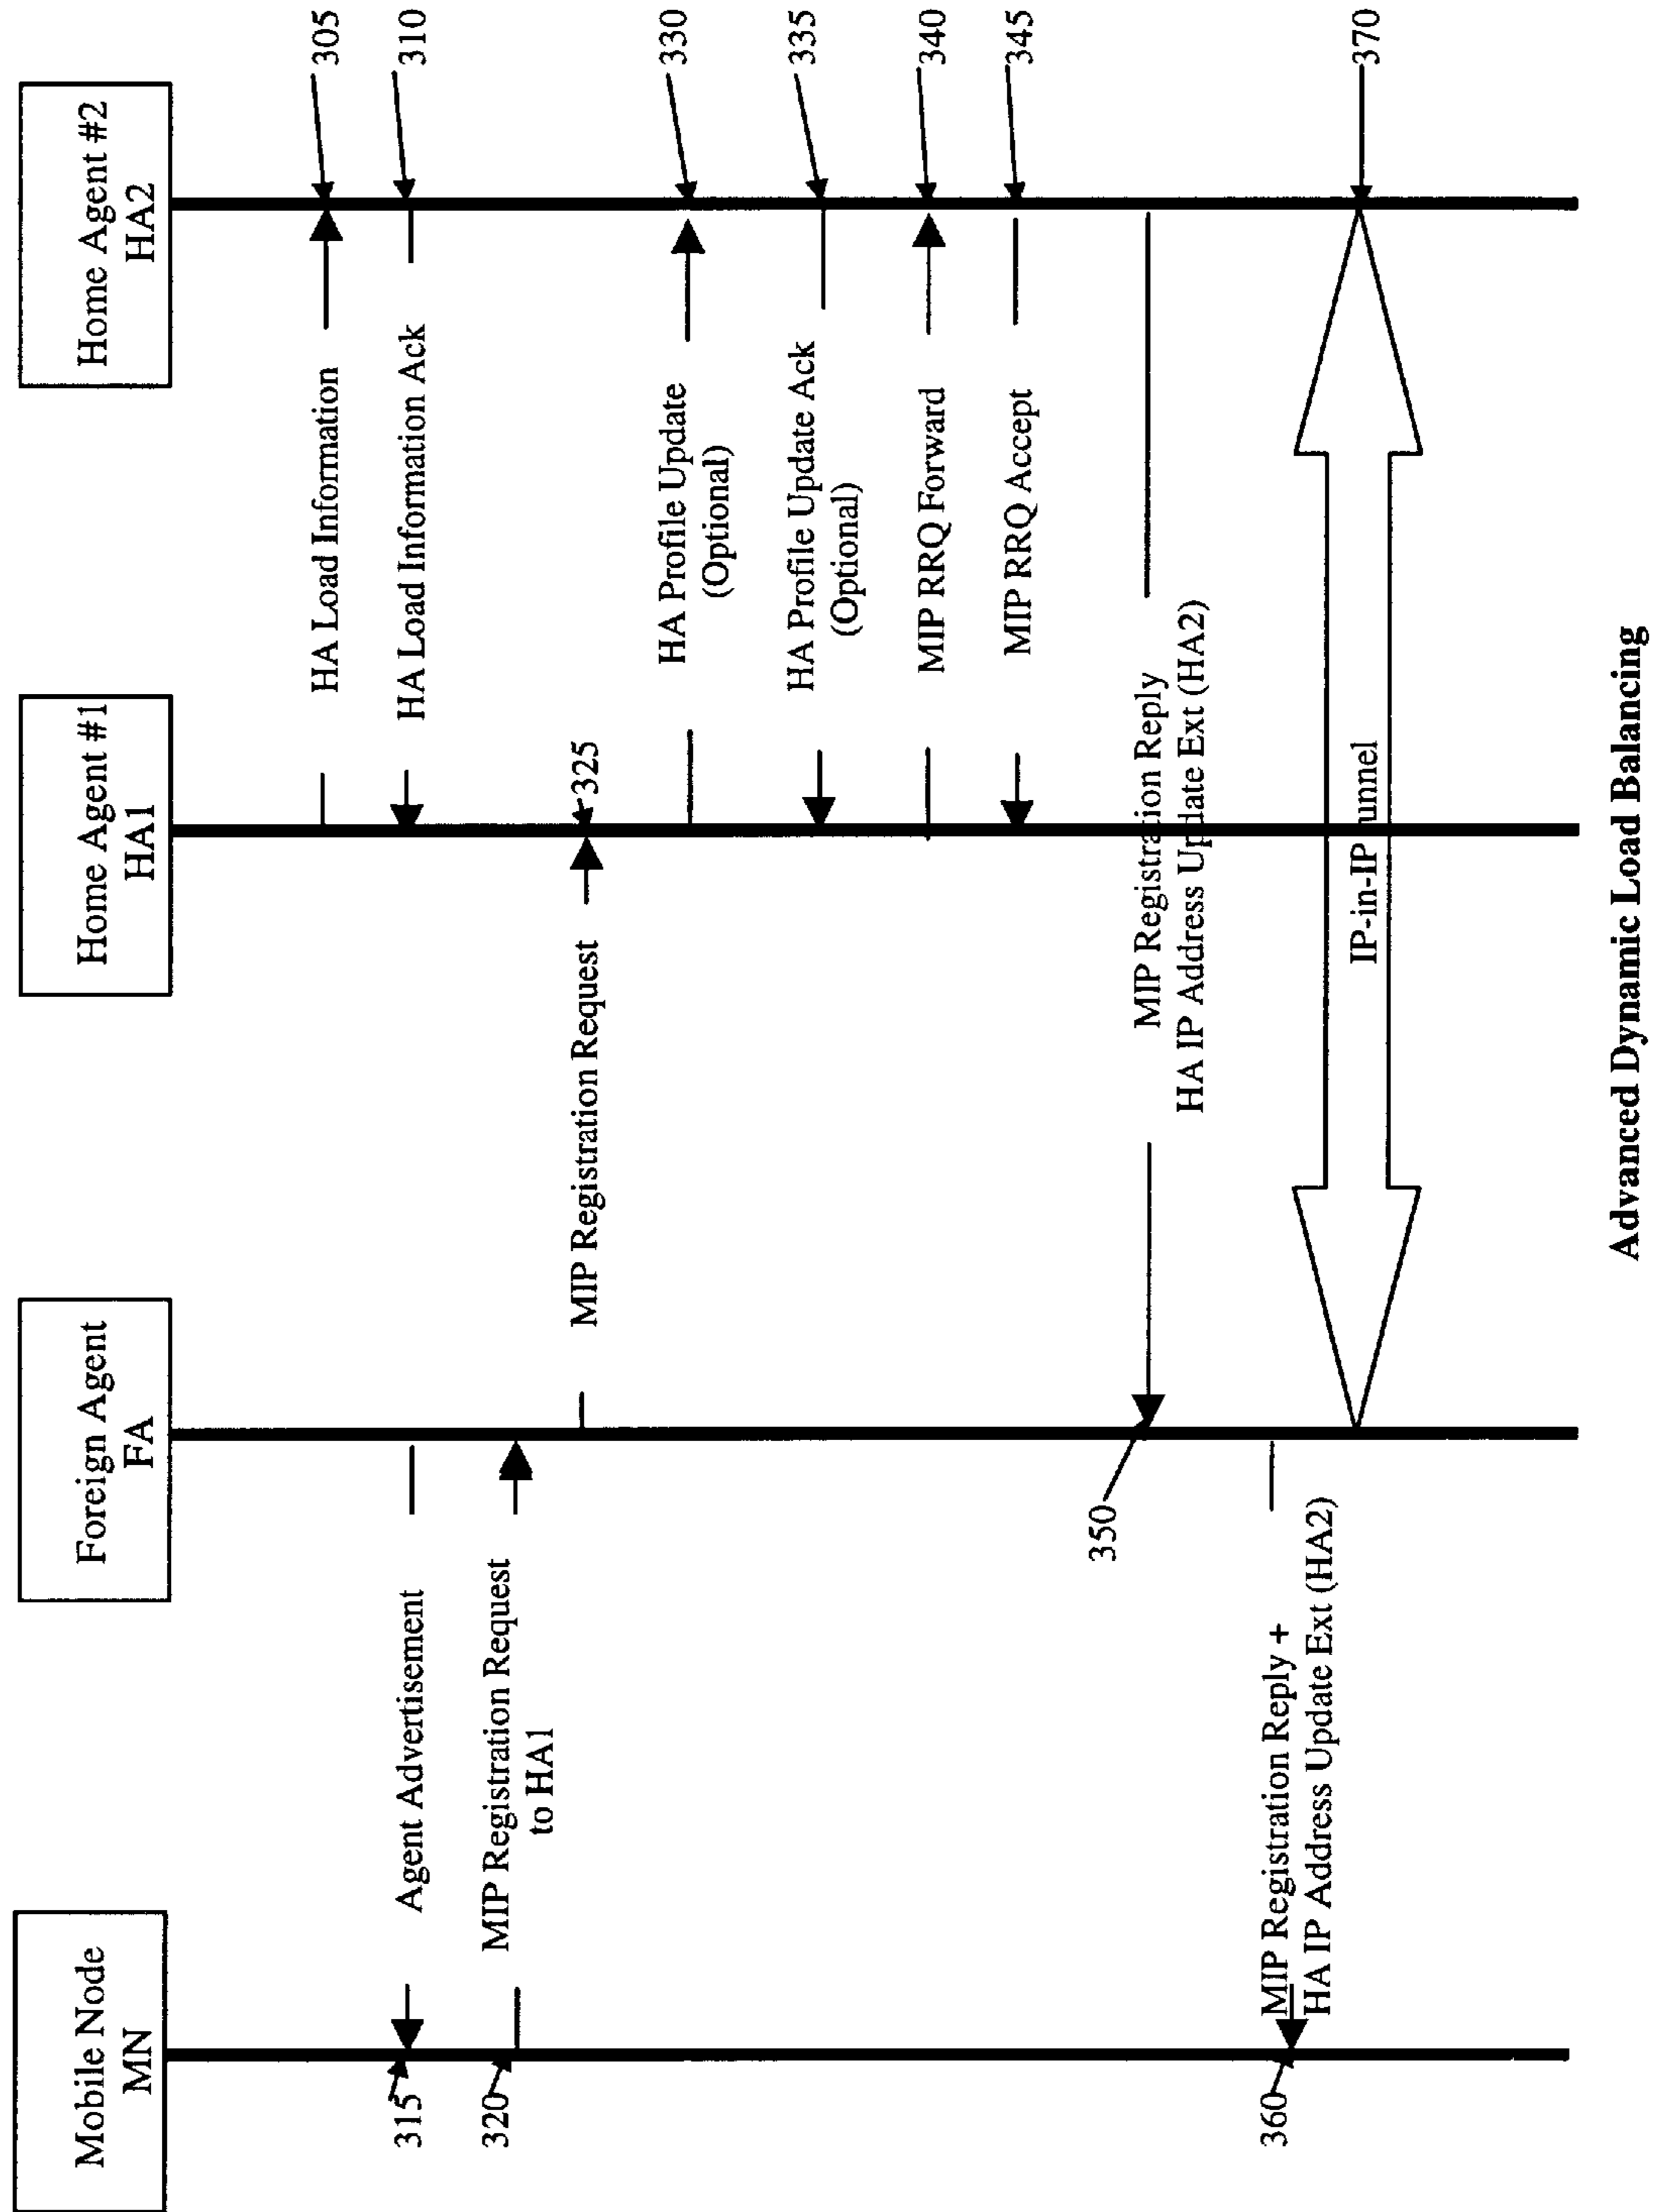 Mobile Node
MN
Foreign Agent
FA
Home Agent #1
HA1
Home Agent #2
HA2
HA Load Information
305
HA Load Information Ack
310
315
Agent Advertisement
320
MIP Registration Request
to HA1
MIP Registration Request
325
HA Profile Update
(Optional)
330
HA Profile Update Ack
(Optional)
335
MIP RRQ Forward
340
MIP RRQ Accept
345
350
MIP Registration Reply
HA IP Address Update Ext (HA2)
360
MIP Registration Reply +
HA IP Address Update Ext (HA2)
IP-in-IP unnel
370
Advanced Dynamic Load Balancing